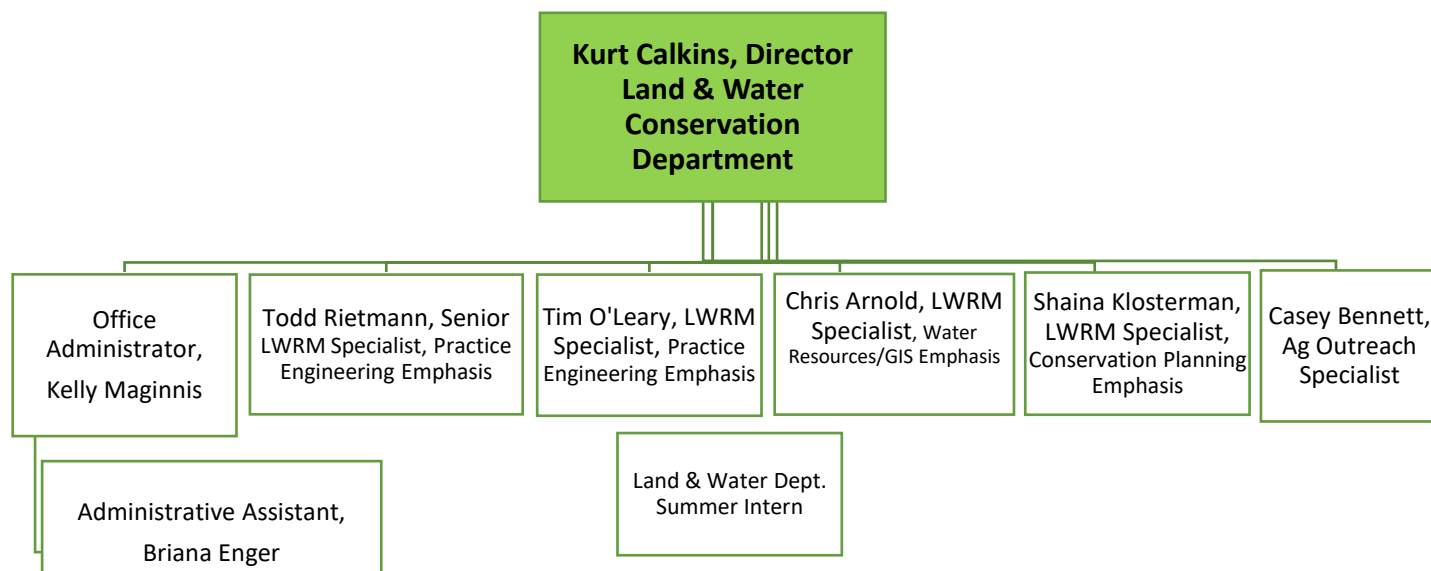 Kurt Calkins, Director
Land & Water
Conservation
Department
Office
Administrator,
Kelly Maginnis
Todd Rietmann, Senior
LWRM Specialist, Practice
Engineering Emphasis
Tim O'Leary, LWRM
Specialist, Practice
Engineering Emphasis
Chris Arnold, LWRM
Specialist, Water
Resources/GIS Emphasis
Shaina Klosterman,
LWRM Specialist,
Conservation Planning
Emphasis
Casey Bennett,
Ag Outreach
Specialist
Administrative Assistant,
Briana Enger
Land & Water Dept.
Summer Intern